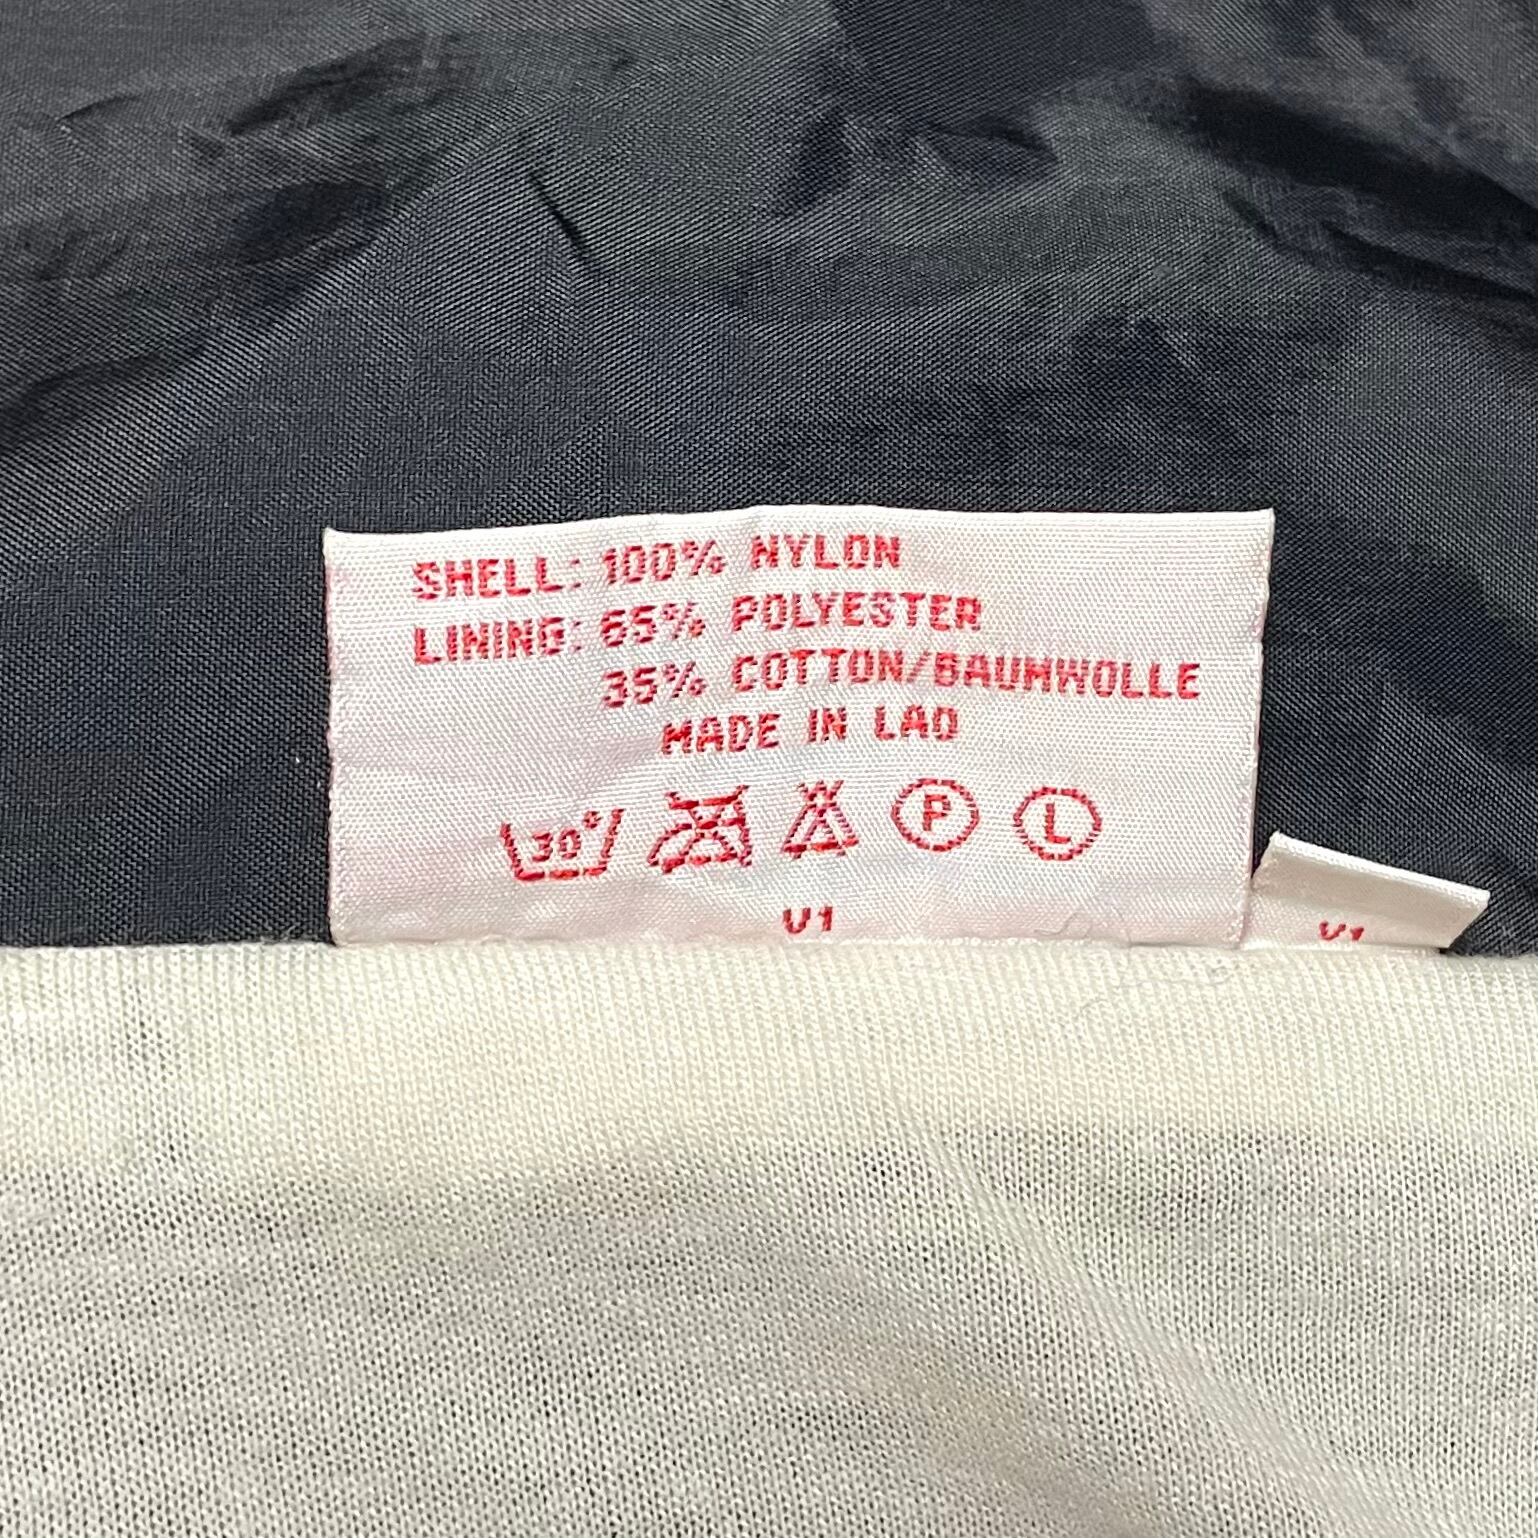 SHELL: 100% NYLON
LINING: 65% POLYESTER
35% COTTON/BAUMWOLLE
MADE IN LAO
30°
P
L
V1
V1